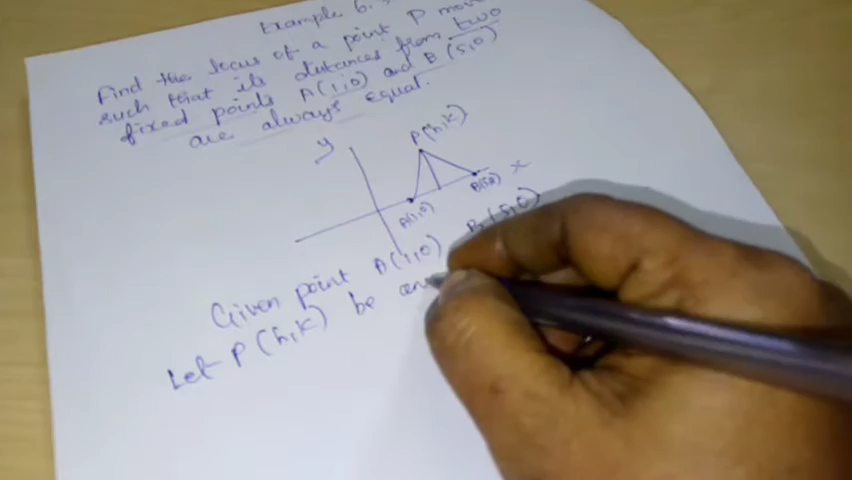 Example 6.
Find the locus of a point P move
such that its distances from two
fixed points A(1,0) and B(5,0)
are always equal.
y
P(h,k)
x
A(1,0)
B(5,0)
Given point A(1,0) B(5,0)
Let P(h,k) be an